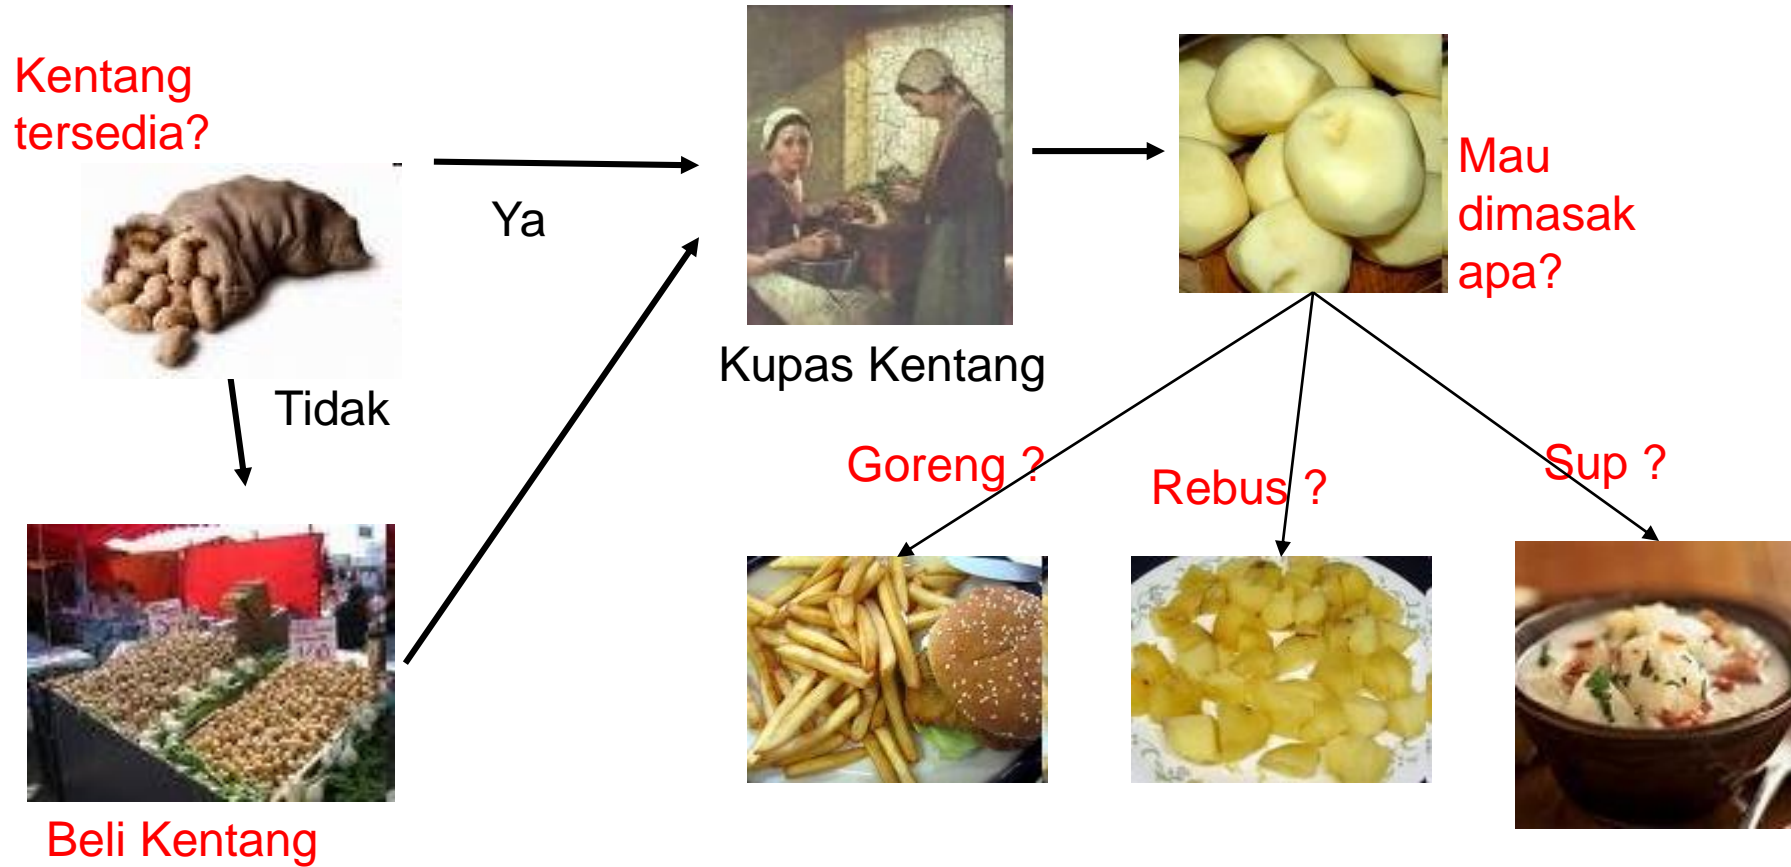 Kentang
tersedia?
Ya
Tidak
Beli Kentang
Kupas Kentang
Mau
dimasak
apa?
Goreng ?
Rebus ?
Sup ?